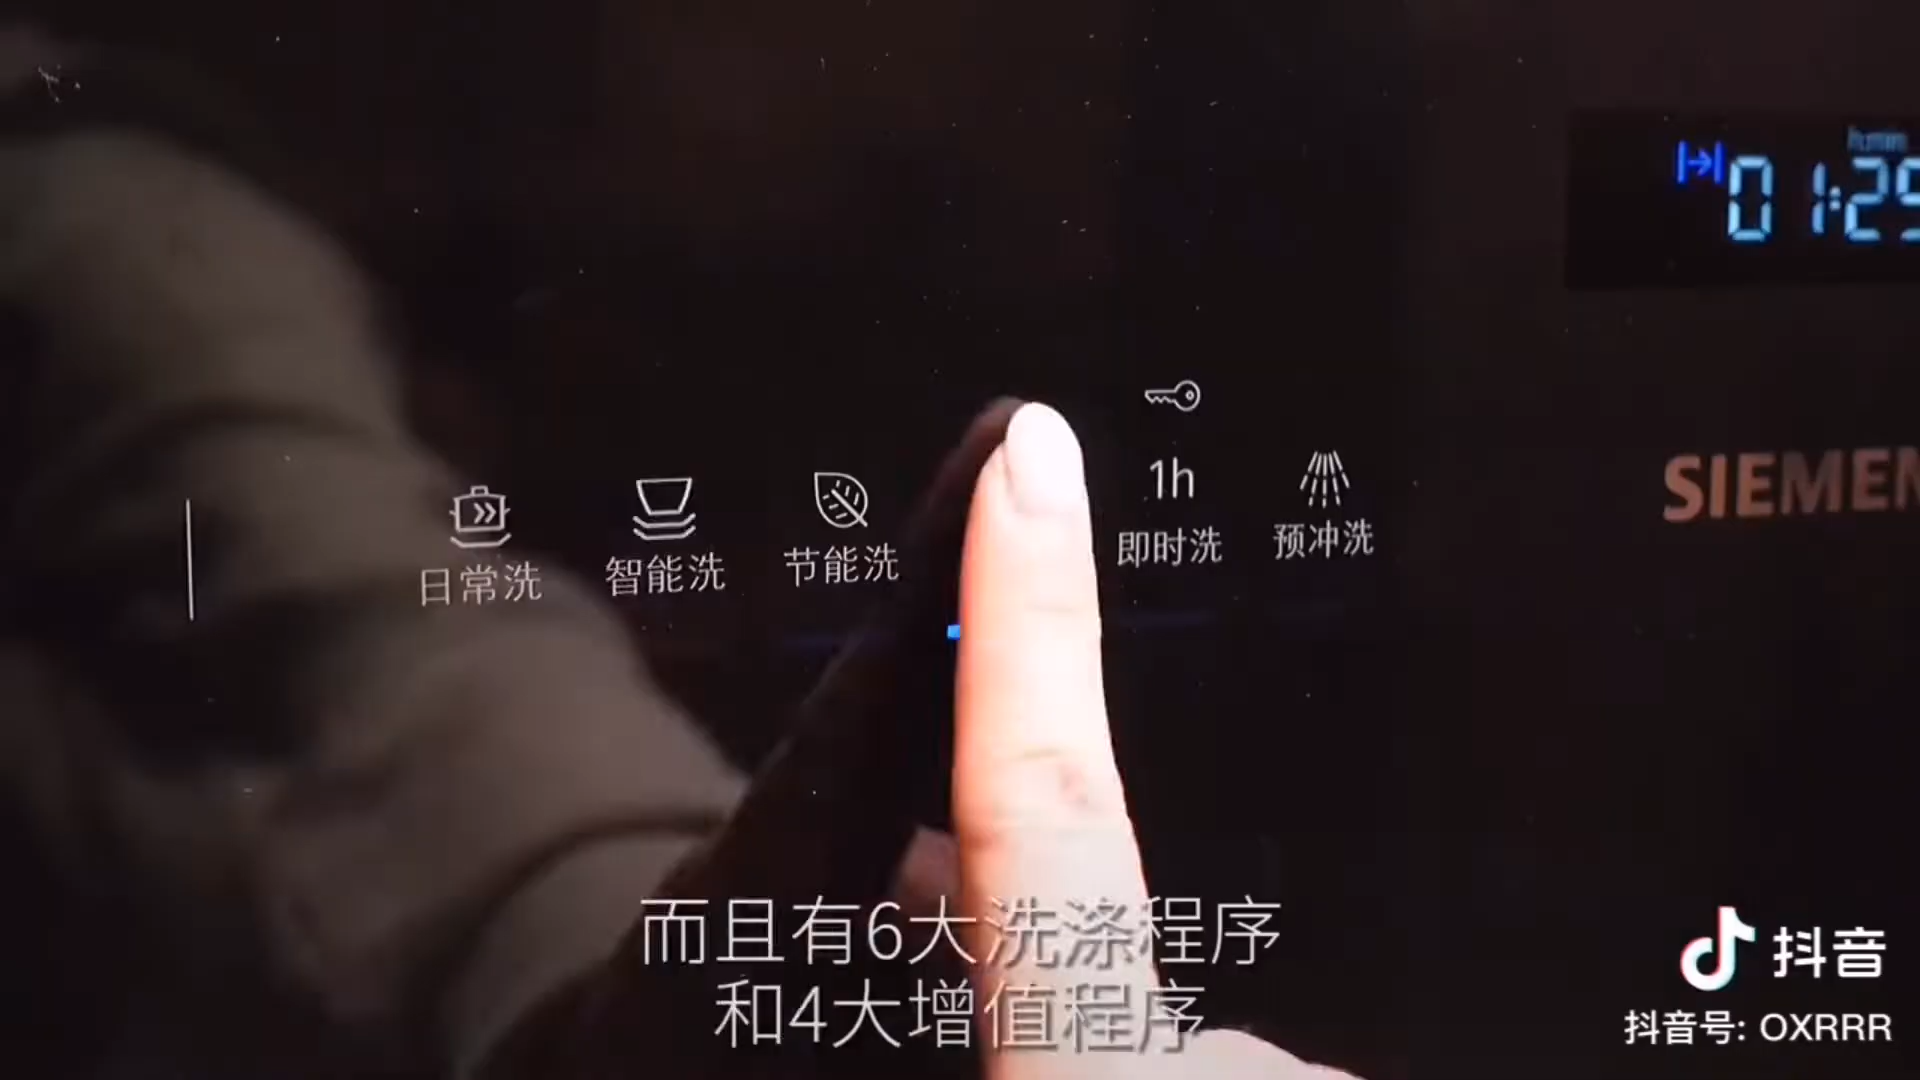 h:min
01:29
SIEMEN
1h
日常洗
智能洗
节能洗
即时洗
预冲洗
而且有6大洗涤程序
和4大增值程序
抖音
抖音号: OXRRR